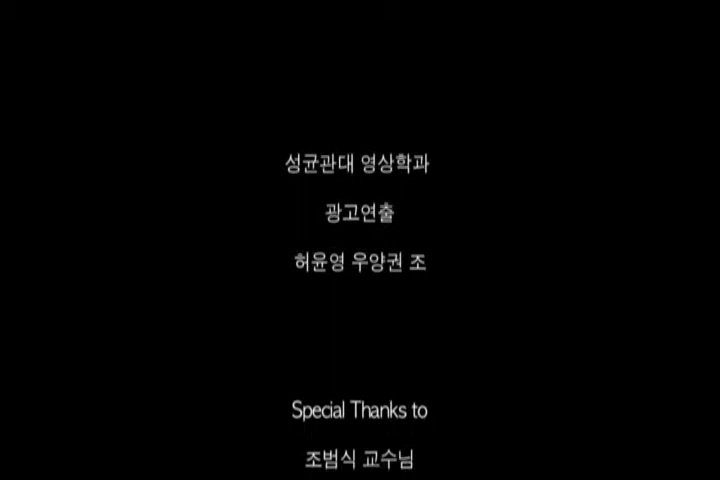 성균관대 영상학과
광고연출
허윤영 우양권 조
Special Thanks to
조범식 교수님